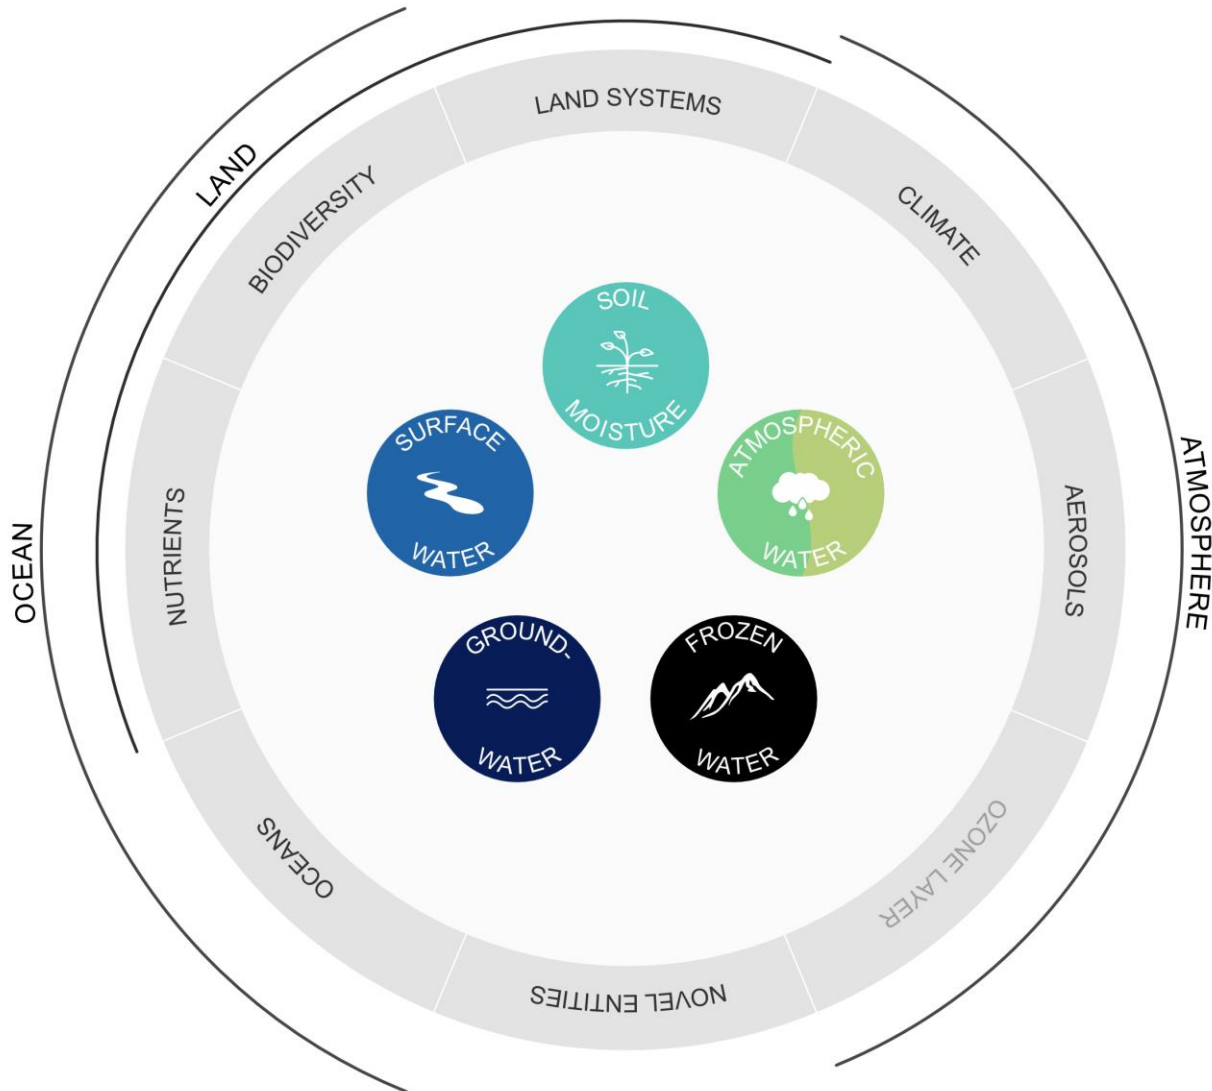 LAND SYSTEMS
CLIMATE
AEROSOLS
OZONE LAYER
NOVEL ENTITIES
OCEANS
NUTRIENTS
BIODIVERSITY
LAND
OCEAN
ATMOSPHERE
SOIL
MOISTURE
ATMOSPHERIC
WATER
FROZEN
WATER
GROUND-
WATER
SURFACE
WATER